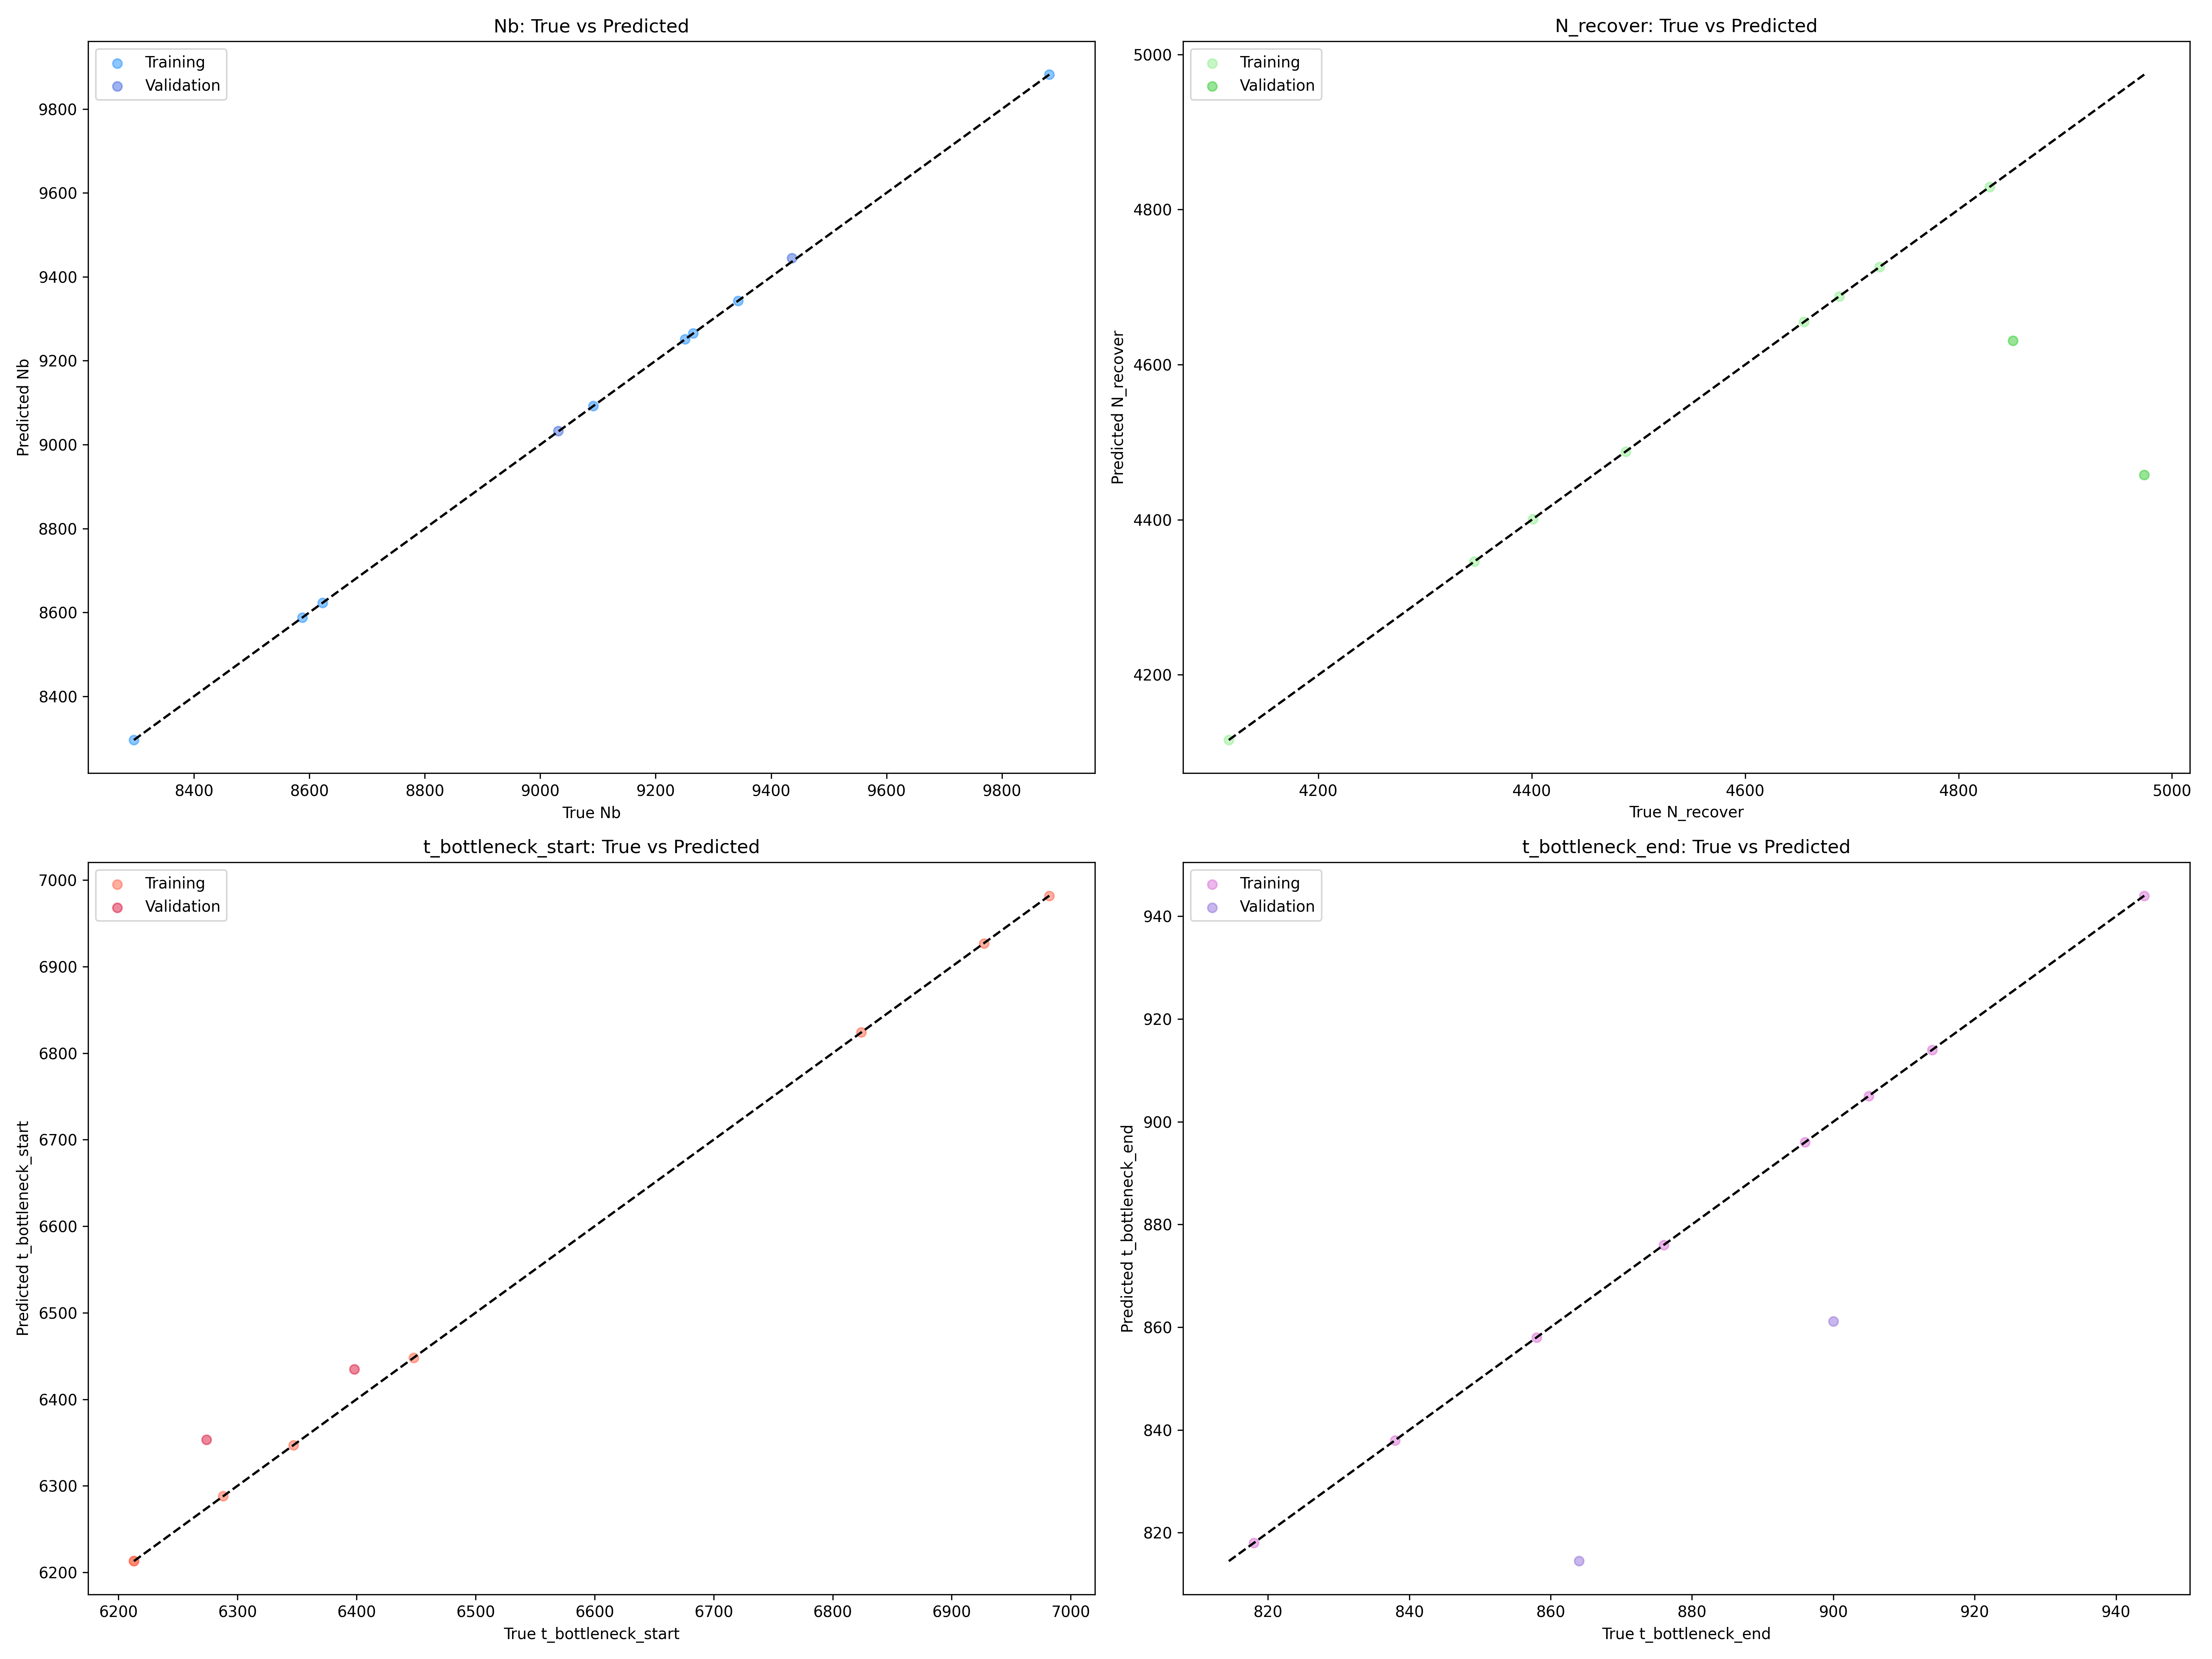 Nb: True vs Predicted
Training
Validation
9800
9600
9400
9200
9000
8800
8600
8400
Predicted Nb
8400 8600 8800 9000 9200 9400 9600 9800
True Nb
N_recover: True vs Predicted
Training
Validation
5000
4800
4600
4400
4200
Predicted N_recover
4200 4400 4600 4800 5000
True N_recover
t_bottleneck_start: True vs Predicted
Training
Validation
7000
6900
6800
6700
6600
6500
6400
6300
6200
Predicted t_bottleneck_start
6200 6300 6400 6500 6600 6700 6800 6900 7000
True t_bottleneck_start
t_bottleneck_end: True vs Predicted
Training
Validation
940
920
900
880
860
840
820
Predicted t_bottleneck_end
820 840 860 880 900 920 940
True t_bottleneck_end